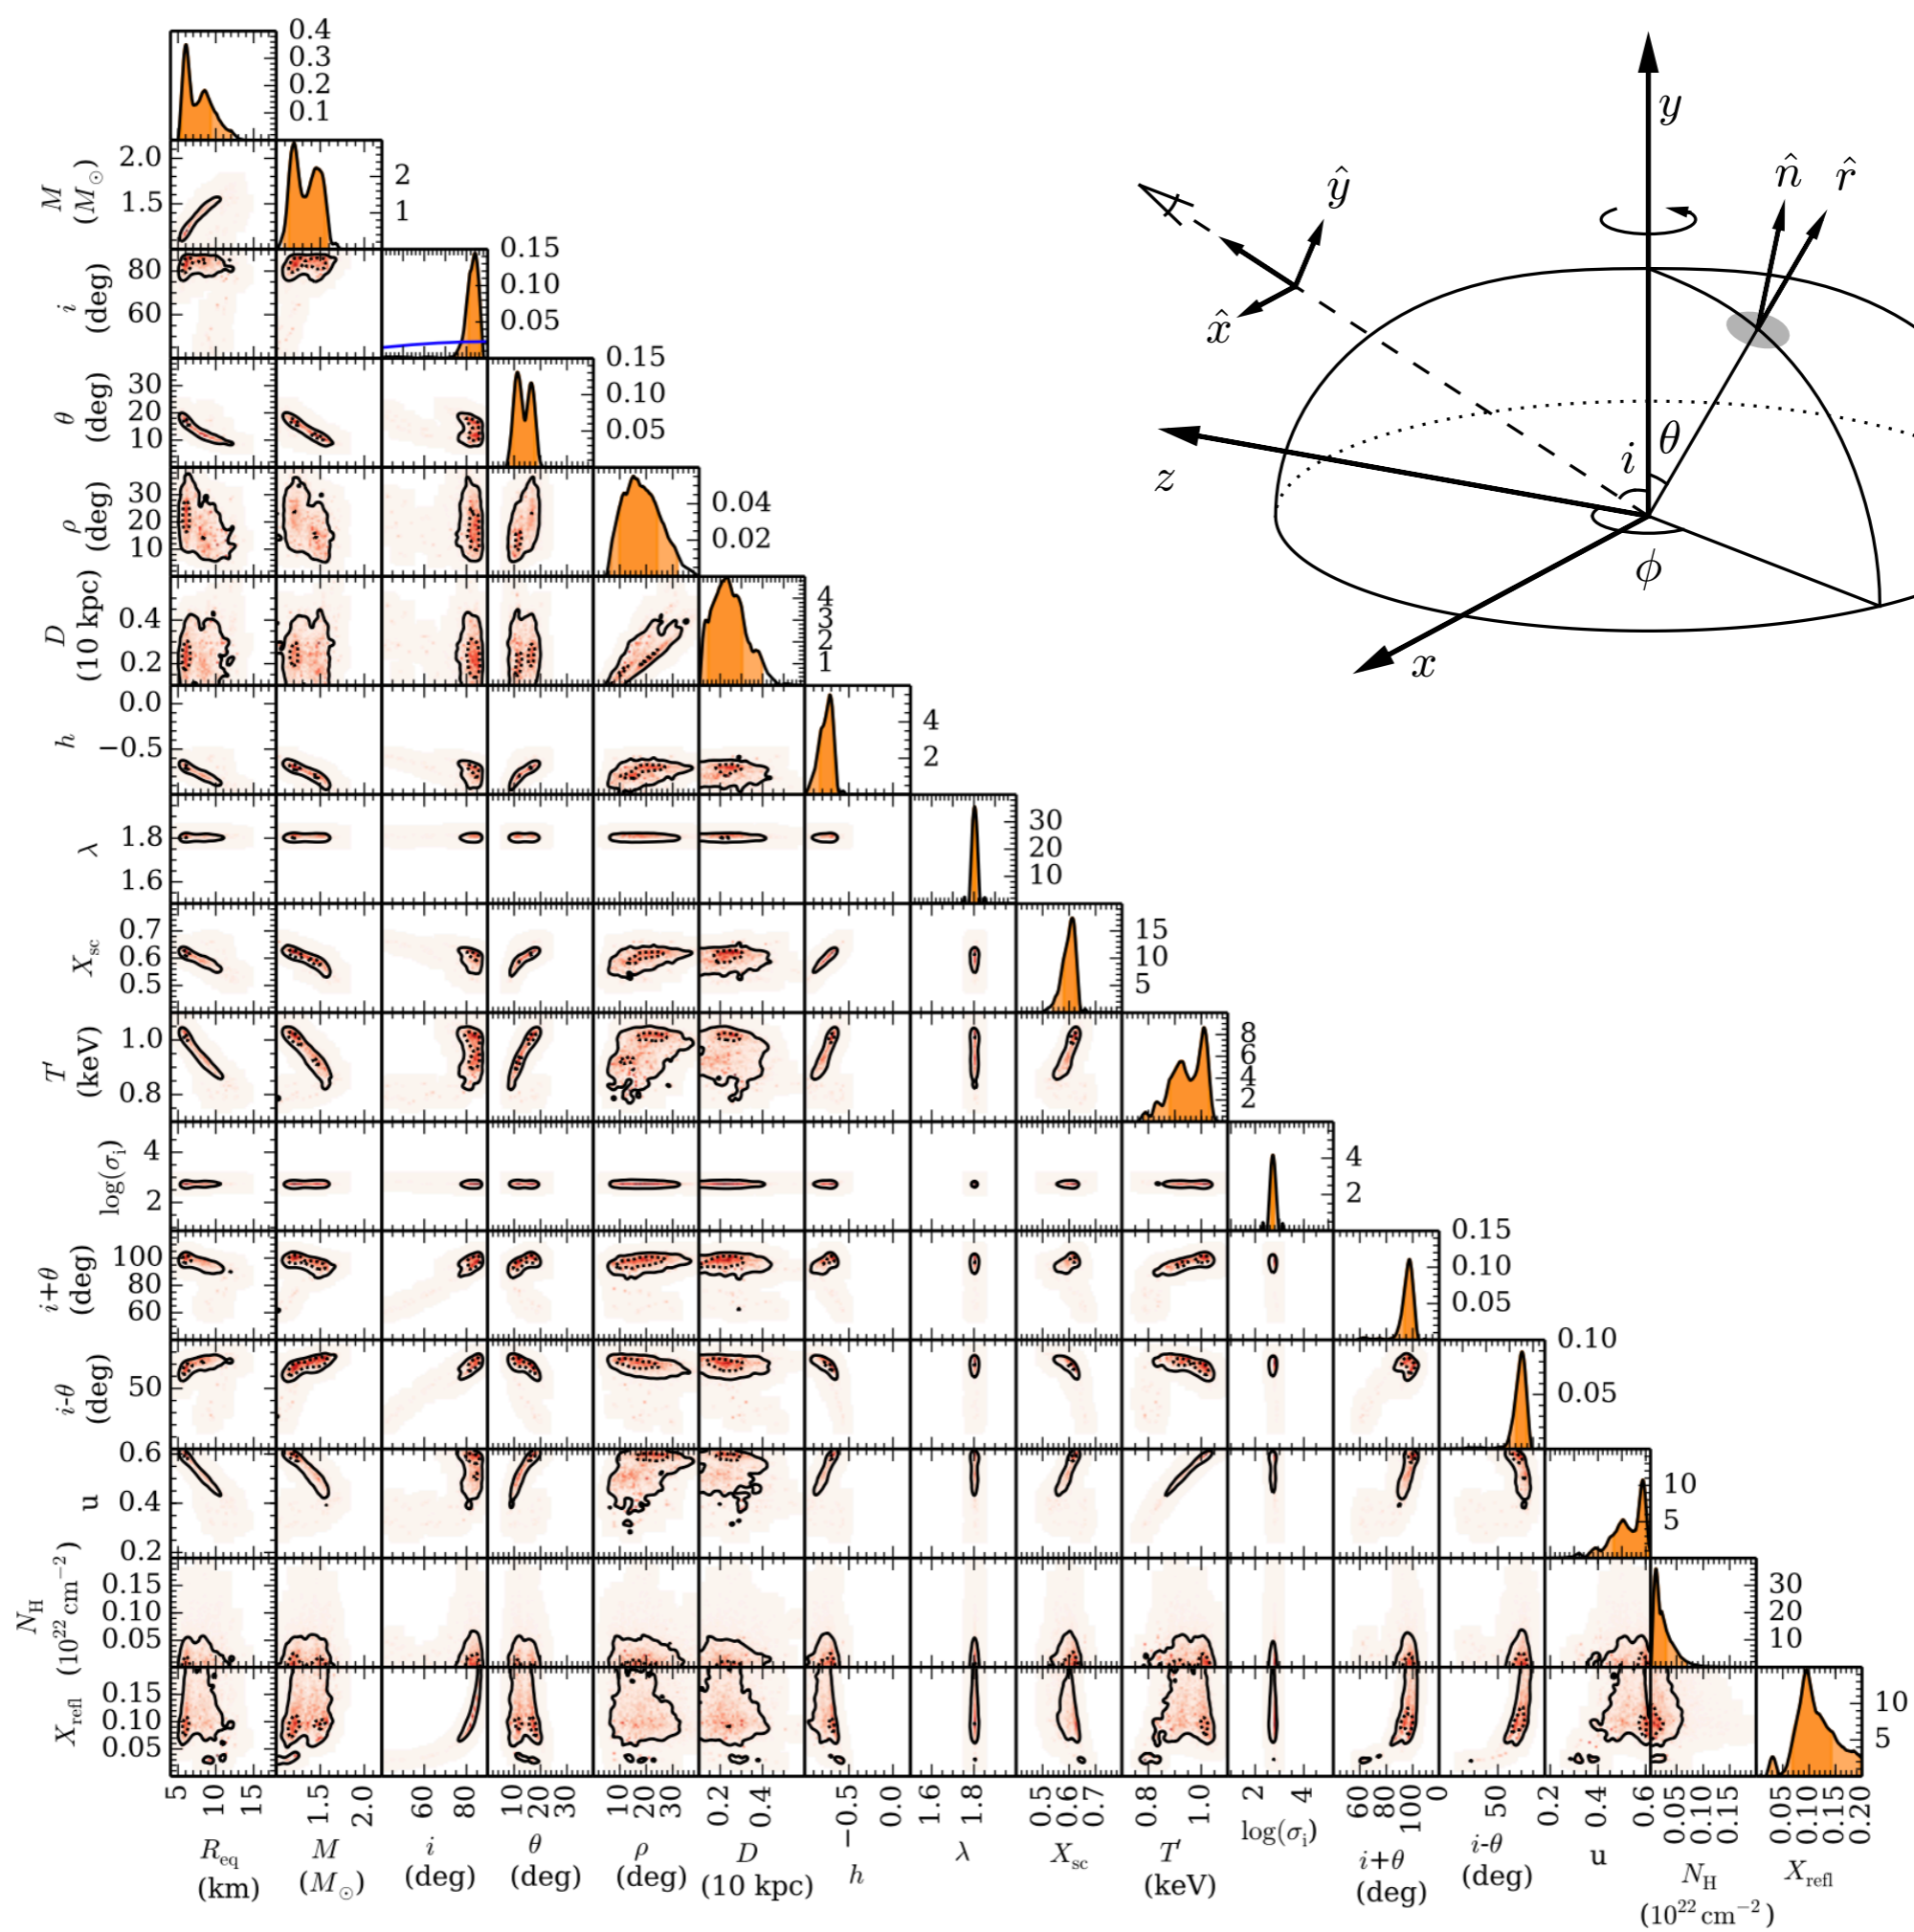 0.4
0.3
0.2
0.1
y
n̂ r̂
ŷ
x̂
z
i θ
ϕ
x
M (M⊙) 2.0 1.5
2 1
i (deg) 80 60
0.15 0.10 0.05
θ (deg) 30 20 10
0.15 0.10 0.05
ρ (deg) 30 20 10
0.04 0.02
D (10 kpc) 0.4 0.2
4 3 2 1
h 0.0 −0.5
4 2
λ 1.8 1.6
30 20 10
X_sc 0.7 0.6 0.5
15 10 5
T′ (keV) 1.0 0.8
8 6 4 2
log(σ_i) 4 2
4 2
i+θ (deg) 100 80 60
0.15 0.10 0.05
i-θ (deg) 50
0.10 0.05
u 0.6 0.4 0.2
10 5
N_H (10²² cm⁻²) 0.15 0.10 0.05
30 20 10
X_refl 0.15 0.10 0.05
10 5
5 10 15 1.5 2.0 60 80 10 20 30 10 20 30 0.2 0.4 −0.5 0.0 1.6 1.8 0.5 0.6 0.7 0.8 1.0 2 4 60 80 100 0 50 0.2 0.4 0.6 0.05 0.10 0.15 0.05 0.10 0.15 0.20
R_eq M i θ ρ D h λ X_sc T′ log(σ_i) i+θ i-θ u N_H X_refl
(km) (M⊙) (deg) (deg) (deg) (10 kpc) (keV) (deg) (deg) (10²² cm⁻²)